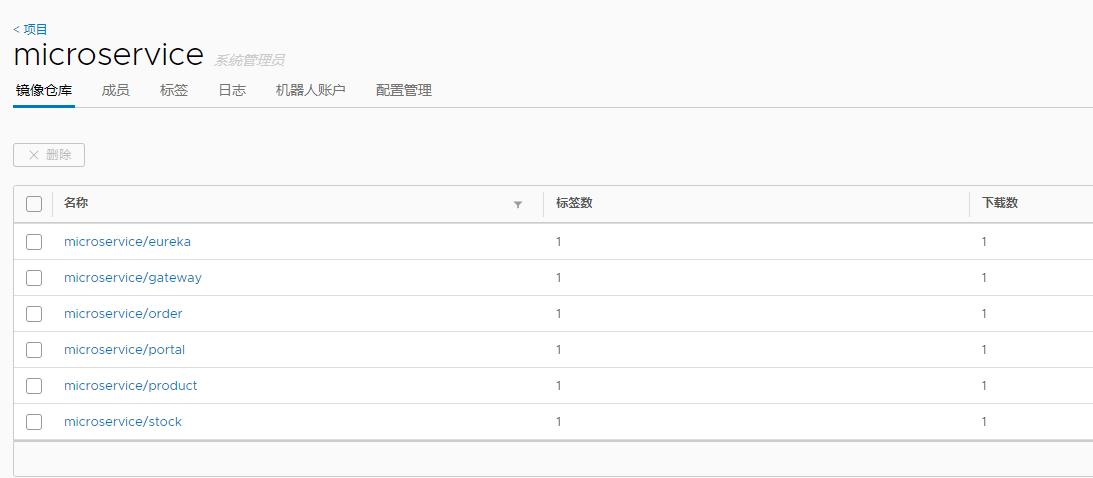 < 项目
microservice 系统管理员
镜像仓库 成员 标签 日志 机器人账户 配置管理
× 删除
名称 标签数 下载数
microservice/eureka 1 1
microservice/gateway 1 1
microservice/order 1 1
microservice/portal 1 1
microservice/product 1 1
microservice/stock 1 1